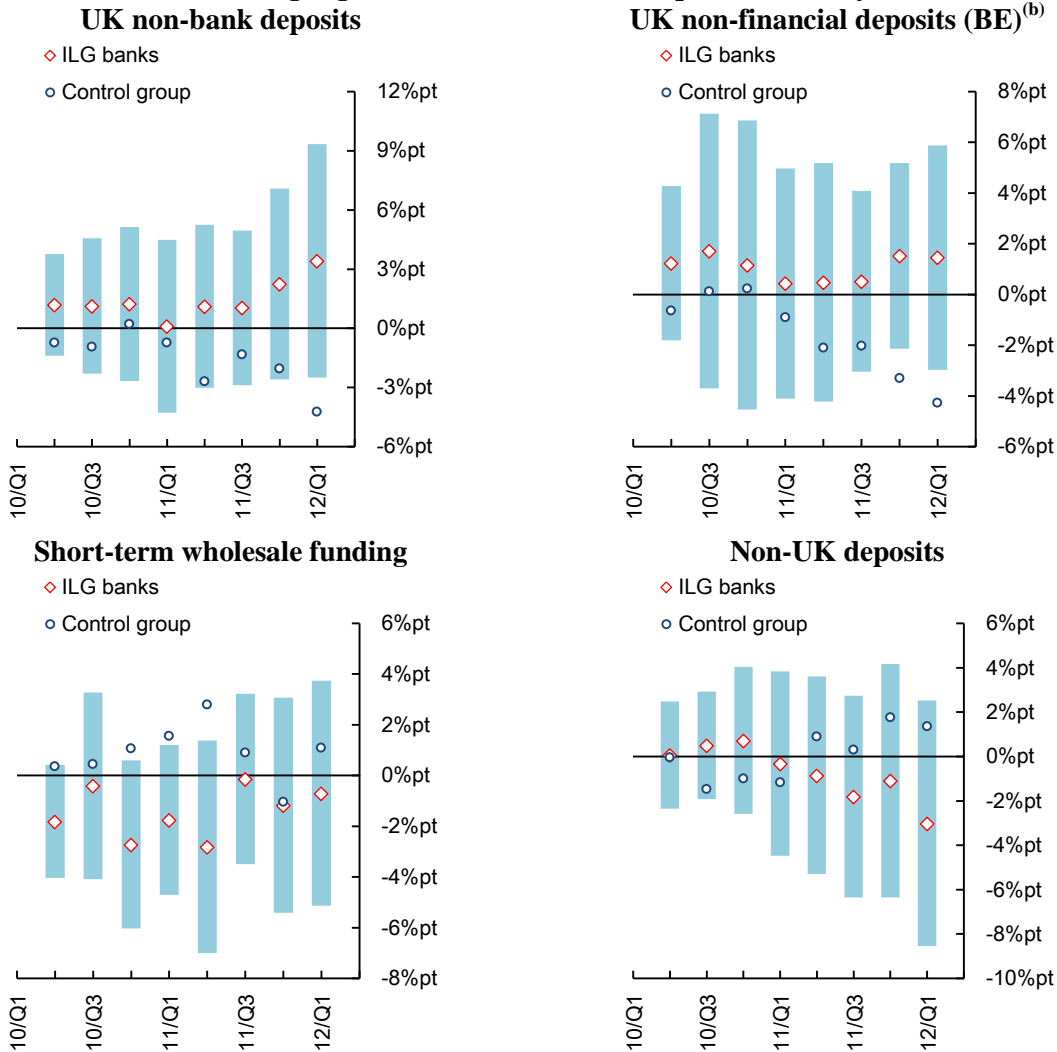 UK non-bank deposits
ILG banks
Control group
12%pt
9%pt
6%pt
3%pt
0%pt
-3%pt
-6%pt
10/Q1
10/Q3
11/Q1
11/Q3
12/Q1
UK non-financial deposits (BE)(b)
ILG banks
Control group
8%pt
6%pt
4%pt
2%pt
0%pt
-2%pt
-4%pt
-6%pt
10/Q1
10/Q3
11/Q1
11/Q3
12/Q1
Short-term wholesale funding
ILG banks
Control group
6%pt
4%pt
2%pt
0%pt
-2%pt
-4%pt
-6%pt
-8%pt
10/Q1
10/Q3
11/Q1
11/Q3
12/Q1
Non-UK deposits
ILG banks
Control group
6%pt
4%pt
2%pt
0%pt
-2%pt
-4%pt
-6%pt
-8%pt
-10%pt
10/Q1
10/Q3
11/Q1
11/Q3
12/Q1